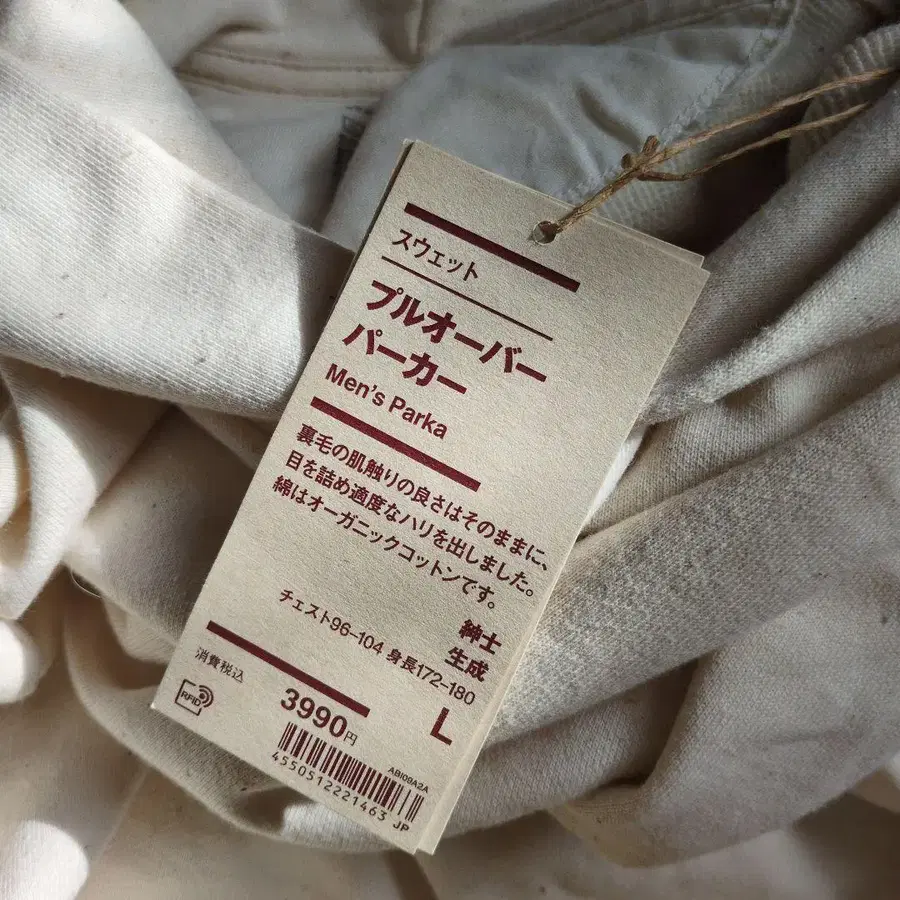 スウェット
プルオーバー
パーカー
Men's Parka
裏毛の肌触りの良さはそのままに、
目を詰め適度なハリを出しました。
綿はオーガニックコットンです。
紳士
生成
チェスト96–104 身長172–180
L
消費税込
3990円
RFID
ABI09A2A
4550512221463 JP